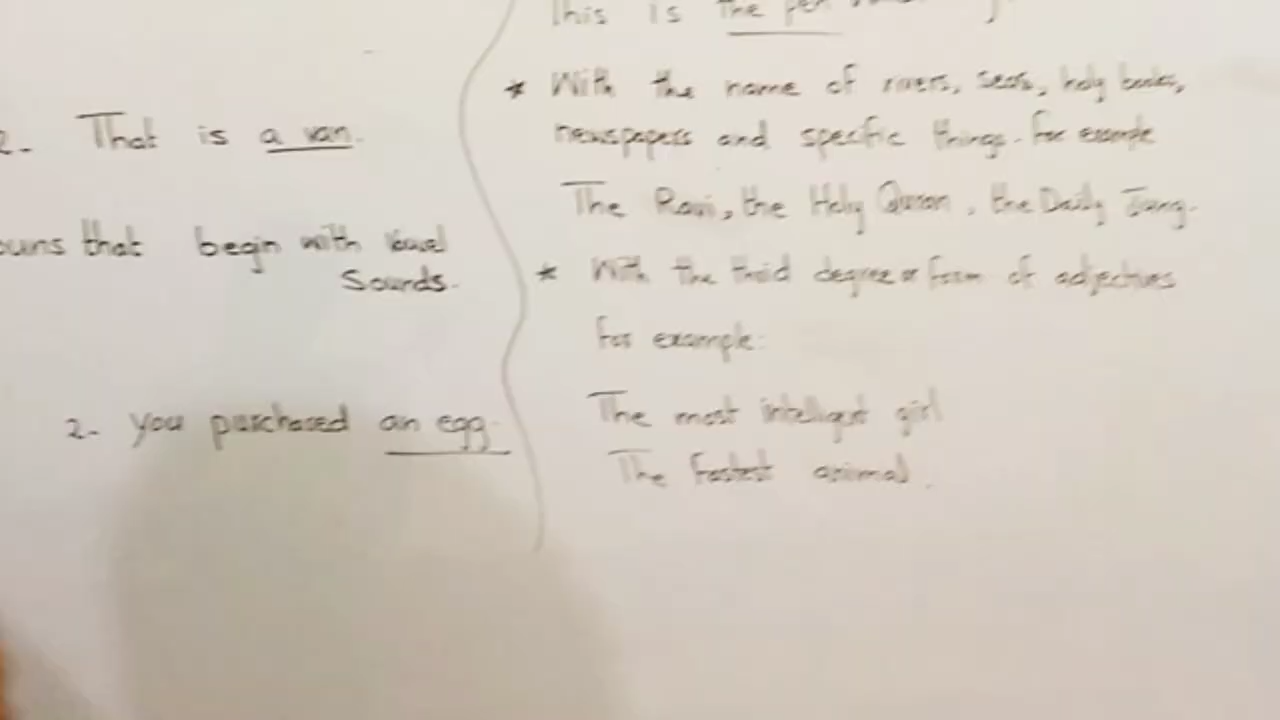 2. That is a van.
ouns that begin with vowel
Sounds.
2- you purchased an egg.
This is the pen
* With the name of rivers, seas, holy books,
newspapers and specific things. For example
The Ravi, the Holy Quran, the Daily Jang.
* With the third degree or form of adjectives
for example:
The most intelligent girl
The fastest animal.